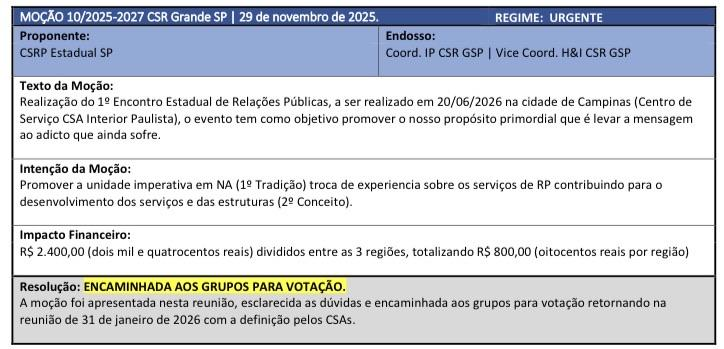 MOÇÃO 10/2025-2027 CSR Grande SP | 29 de novembro de 2025. REGIME: URGENTE
Proponente: Endosso:
CSRP Estadual SP Coord. IP CSR GSP | Vice Coord. H&I CSR GSP
Texto da Moção:
Realização do 1º Encontro Estadual de Relações Públicas, a ser realizado em 20/06/2026 na cidade de Campinas (Centro de
Serviço CSA Interior Paulista), o evento tem como objetivo promover o nosso propósito primordial que é levar a mensagem
ao adicto que ainda sofre.
Intenção da Moção:
Promover a unidade imperativa em NA (1º Tradição) troca de experiencia sobre os serviços de RP contribuindo para o
desenvolvimento dos serviços e das estruturas (2º Conceito).
Impacto Financeiro:
R$ 2.400,00 (dois mil e quatrocentos reais) divididos entre as 3 regiões, totalizando R$ 800,00 (oitocentos reais por região)
Resolução: ENCAMINHADA AOS GRUPOS PARA VOTAÇÃO.
A moção foi apresentada nesta reunião, esclarecida as dúvidas e encaminhada aos grupos para votação retornando na
reunião de 31 de janeiro de 2026 com a definição pelos CSAs.